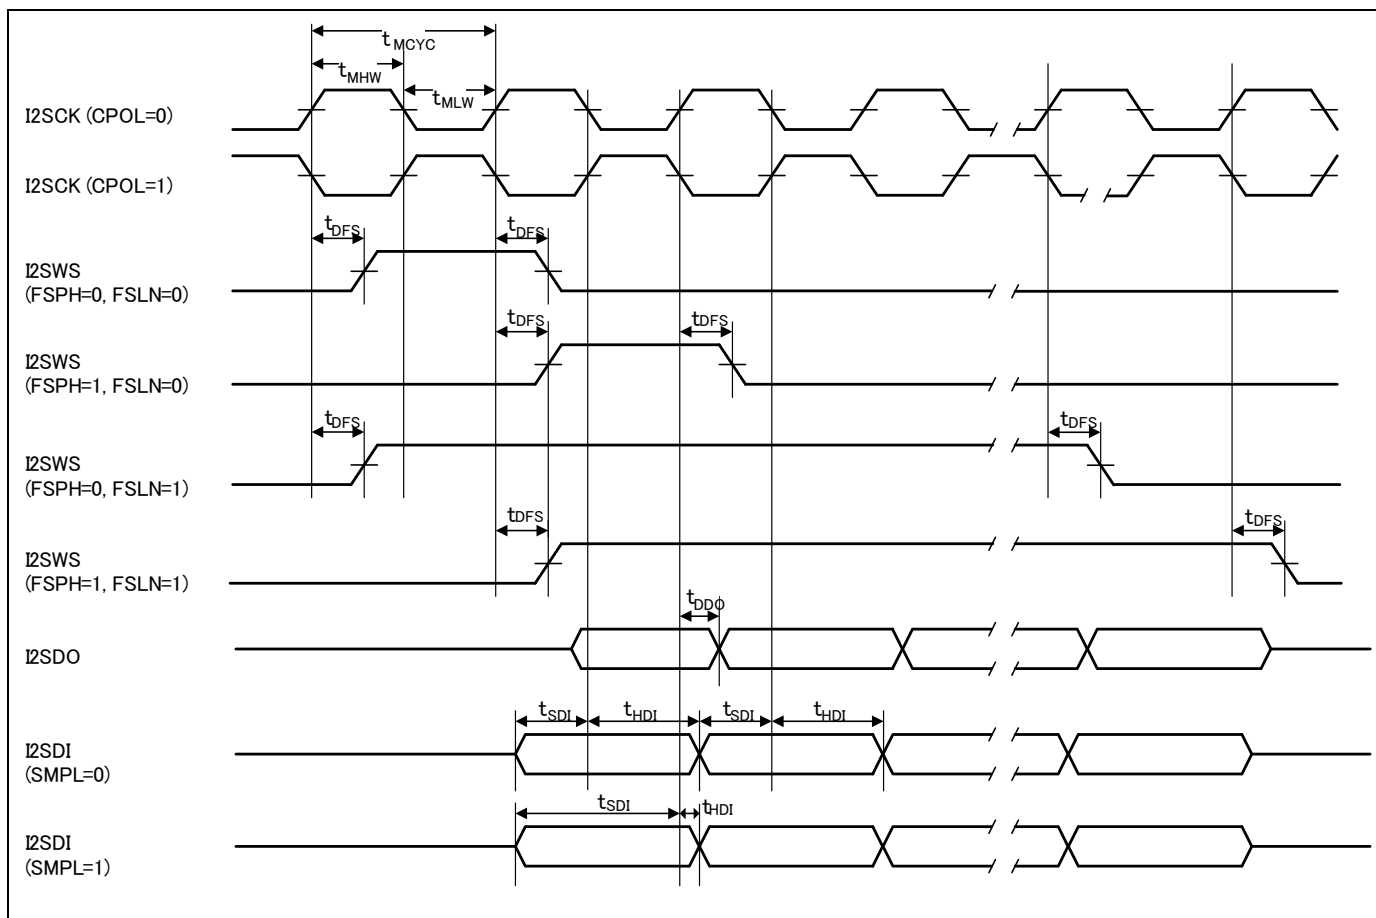 tMCYC
tMHW
tMLW
I2SCK (CPOL=0)
I2SCK (CPOL=1)
tDFS tDFS
I2SWS
(FSPH=0, FSLN=0)
tDFS tDFS
I2SWS
(FSPH=1, FSLN=0)
tDFS tDFS
I2SWS
(FSPH=0, FSLN=1)
tDFS tDFS
I2SWS
(FSPH=1, FSLN=1)
tDDO
I2SDO
tSDI tHDI tSDI tHDI
I2SDI
(SMPL=0)
tSDI tHDI
I2SDI
(SMPL=1)